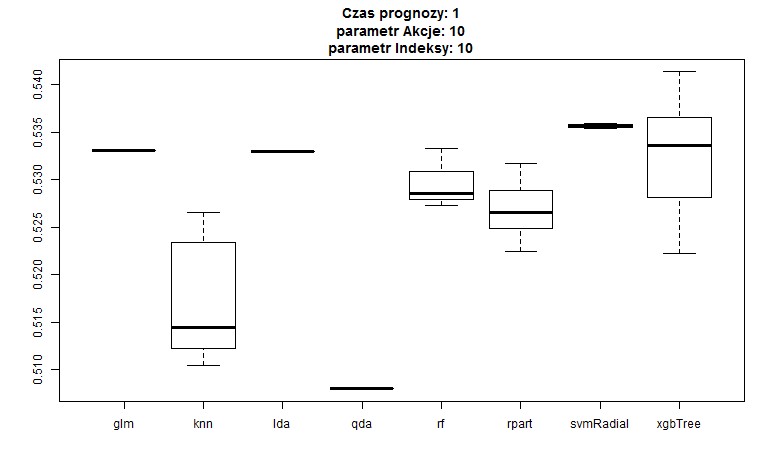 Czas prognozy: 1
parametr Akcje: 10
parametr Indeksy: 10
0.540
0.535
0.530
0.525
0.520
0.515
0.510
glm knn lda qda rf rpart svmRadial xgbTree